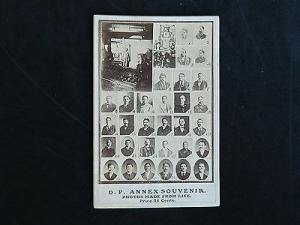 O. P. ANNEX SOUVENIR.
PHOTOS MADE FROM LIFE.
Price 25 Cents.